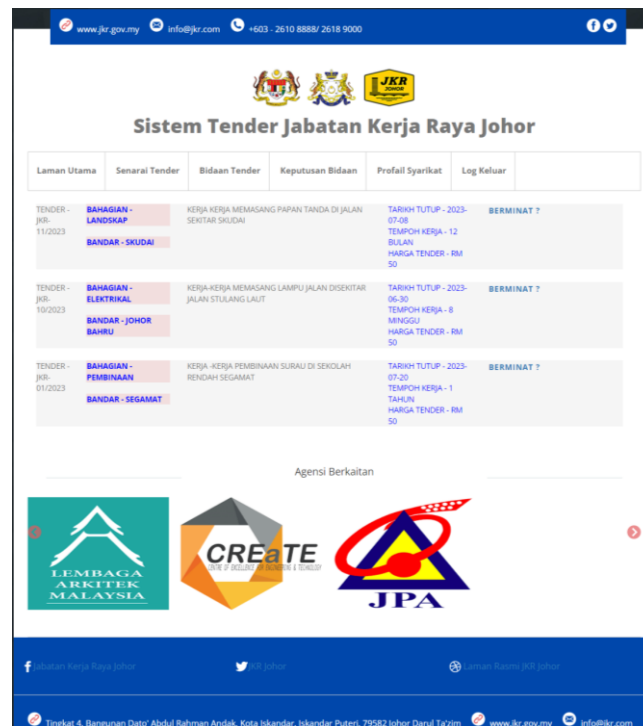 www.jkr.gov.my info@jkr.com +603 - 2610 8888/ 2618 9000
JKR
JOHOR
Sistem Tender Jabatan Kerja Raya Johor
Laman Utama Senarai Tender Bidaan Tender Keputusan Bidaan Profail Syarikat Log Keluar
TENDER - JKR-11/2023
BAHAGIAN - LANDSKAP
BANDAR - SKUDAI
KERJA KERJA MEMASANG PAPAN TANDA DI JALAN
SEKITAR SKUDAI
TARIKH TUTUP - 2023-
07-08
TEMPOH KERJA - 12
BULAN
HARGA TENDER - RM
50
BERMINAT ?
TENDER - JKR-10/2023
BAHAGIAN - ELEKTRIKAL
BANDAR - JOHOR BAHRU
KERJA-KERJA MEMASANG LAMPU JALAN DISEKITAR
JALAN STULANG LAUT
TARIKH TUTUP - 2023-
06-30
TEMPOH KERJA - 8
MINGGU
HARGA TENDER - RM
50
BERMINAT ?
TENDER - JKR-01/2023
BAHAGIAN - PEMBINAAN
BANDAR - SEGAMAT
KERJA -KERJA PEMBINAAN SURAU DI SEKOLAH
RENDAH SEGAMAT
TARIKH TUTUP - 2023-
07-20
TEMPOH KERJA - 1
TAHUN
HARGA TENDER - RM
50
BERMINAT ?
Agensi Berkaitan
LEMBAGA
ARKITEK
MALAYSIA
CREaTE
CENTRE OF EXCELLENCE FOR ENGINEERING & TECHNOLOGY
JPA
Jabatan Kerja Raya Johor JKR Johor Laman Rasmi JKR Johor
Tingkat 4, Bangunan Dato' Abdul Rahman Andak, Kota Iskandar, Iskandar Puteri, 79582 Johor Darul Ta'zim www.jkr.gov.my info@jkr.com